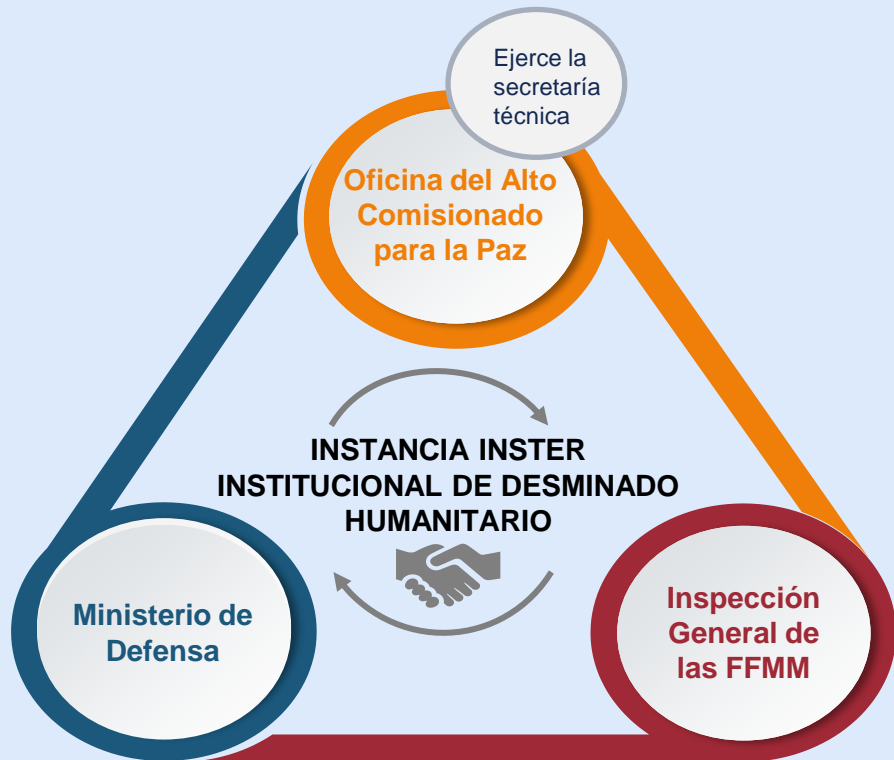 Ejerce la
secretaría
técnica
Oficina del Alto
Comisionado
para la Paz
INSTANCIA INSTER
INSTITUCIONAL DE DESMINADO
HUMANITARIO
Ministerio de
Defensa
Inspección
General de
las FFMM